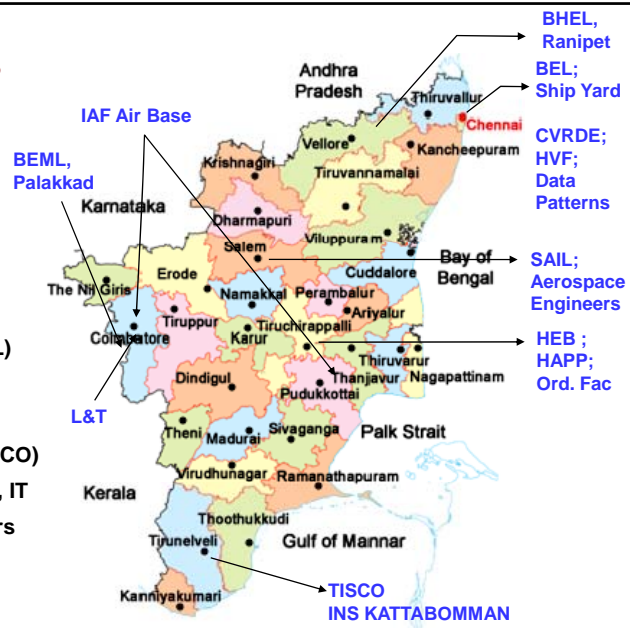 BHEL,
Ranipet
Andhra
Pradesh
BEL;
Ship Yard
Thiruvallur
IAF Air Base
Chennai
Vellore
Kancheepuram
CVRDE;
HVF;
Data
Patterns
BEML,
Palakkad
Krishnagiri
Tiruvannamalai
Karnataka
Dharmapuri
Viluppuram
Salem
Bay of
Bengal
SAIL;
Aerospace
Engineers
Erode
Cuddalore
The Nil Giris
Namakkal
Perambalur
Ariyalur
Tiruppur
Coimbatore
Karur
Tiruchirappalli
HEB ;
HAPP;
Ord. Fac
L)
Thiruvarur
Dindigul
Thanjavur
Nagapattinam
Pudukkottai
L&T
Theni
Madurai
Sivaganga
Palk Strait
CO)
Virudhunagar
Ramanathapuram
, IT
Kerala
rs
Thoothukkudi
Tirunelveli
Gulf of Mannar
Kanniyakumari
TISCO
INS KATTABOMMAN